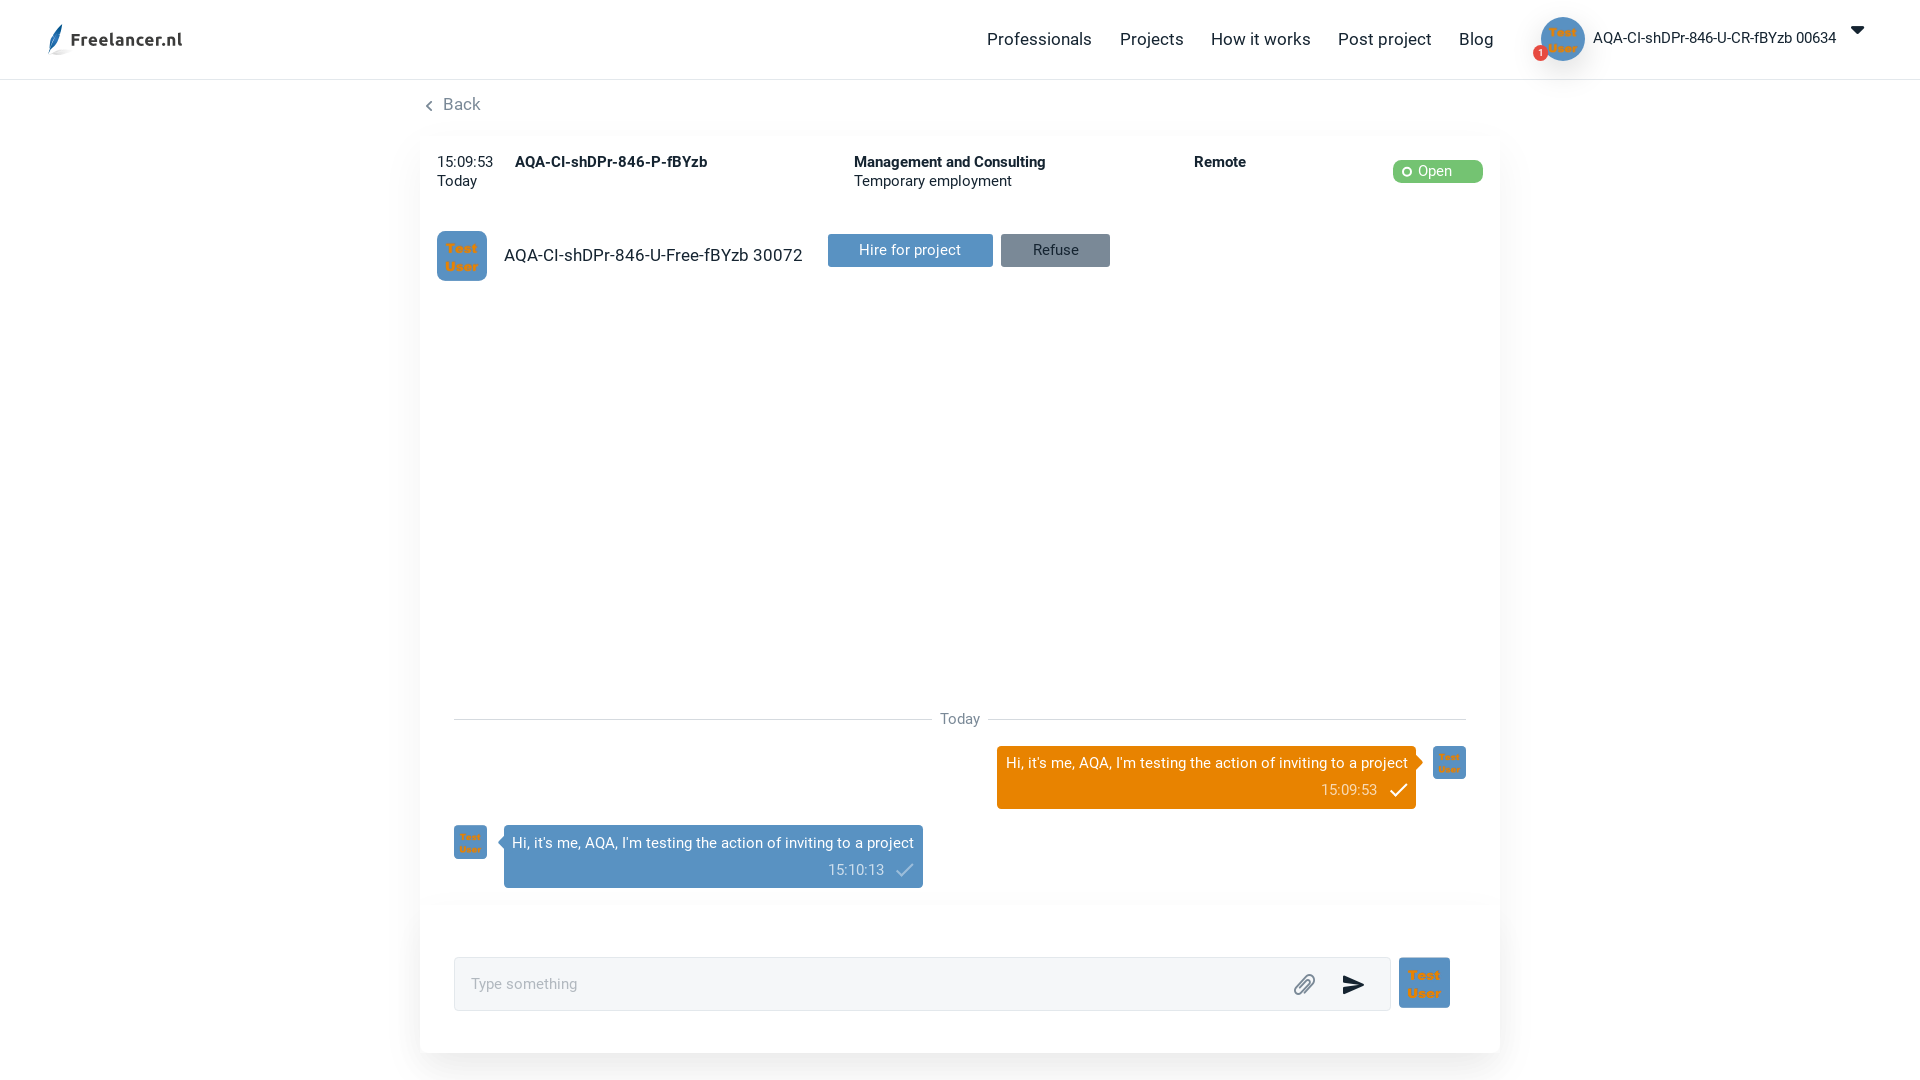 Freelancer.nl
Professionals
Projects
How it works
Post project
Blog
Test
User
1
AQA-CI-shDPr-846-U-CR-fBYzb 00634
Back
15:09:53
Today
AQA-CI-shDPr-846-P-fBYzb
Management and Consulting
Temporary employment
Remote
Open
Test
User
AQA-CI-shDPr-846-U-Free-fBYzb 30072
Hire for project
Refuse
Today
Hi, it's me, AQA, I'm testing the action of inviting to a project
15:09:53
Test
User
Test
User
Hi, it's me, AQA, I'm testing the action of inviting to a project
15:10:13
Type something
Test
User